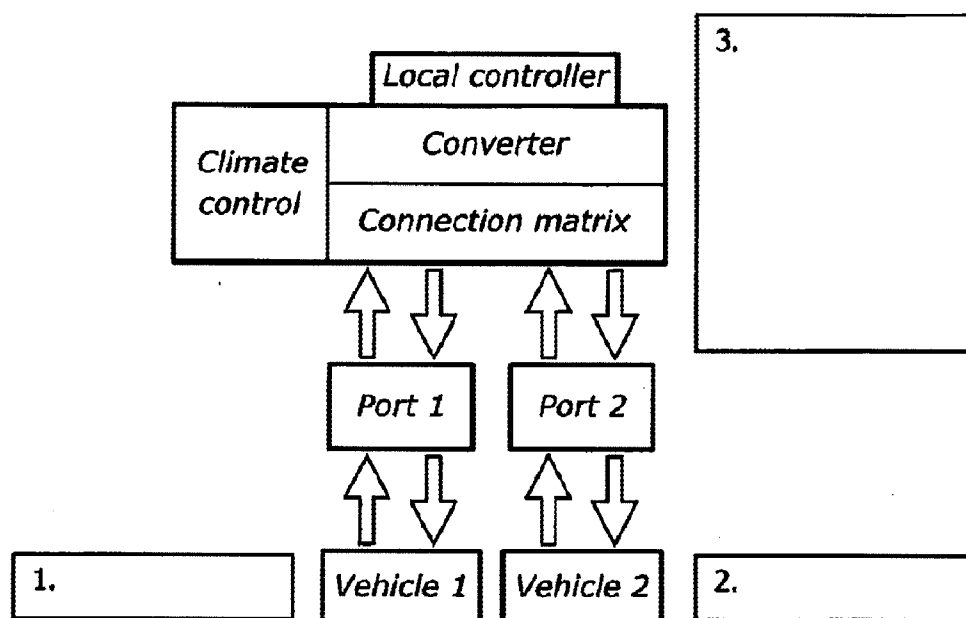 3.
Local controller
Climate
control
Converter
Connection matrix
Port 1
Port 2
1.
Vehicle 1
Vehicle 2
2.